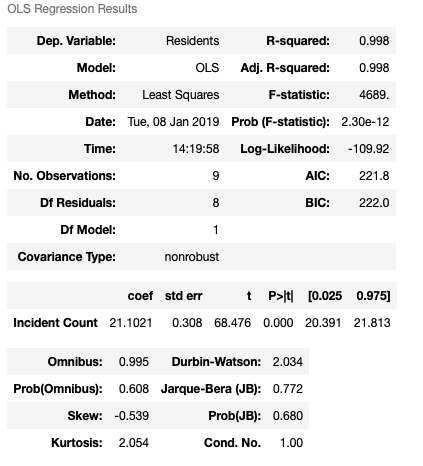 OLS Regression Results
Dep. Variable: Residents R-squared: 0.998
Model: OLS Adj. R-squared: 0.998
Method: Least Squares F-statistic: 4689.
Date: Tue, 08 Jan 2019 Prob (F-statistic): 2.30e-12
Time: 14:19:58 Log-Likelihood: -109.92
No. Observations: 9 AIC: 221.8
Df Residuals: 8 BIC: 222.0
Df Model: 1
Covariance Type: nonrobust
coef std err t P>|t| [0.025 0.975]
Incident Count 21.1021 0.308 68.476 0.000 20.391 21.813
Omnibus: 0.995 Durbin-Watson: 2.034
Prob(Omnibus): 0.608 Jarque-Bera (JB): 0.772
Skew: -0.539 Prob(JB): 0.680
Kurtosis: 2.054 Cond. No. 1.00